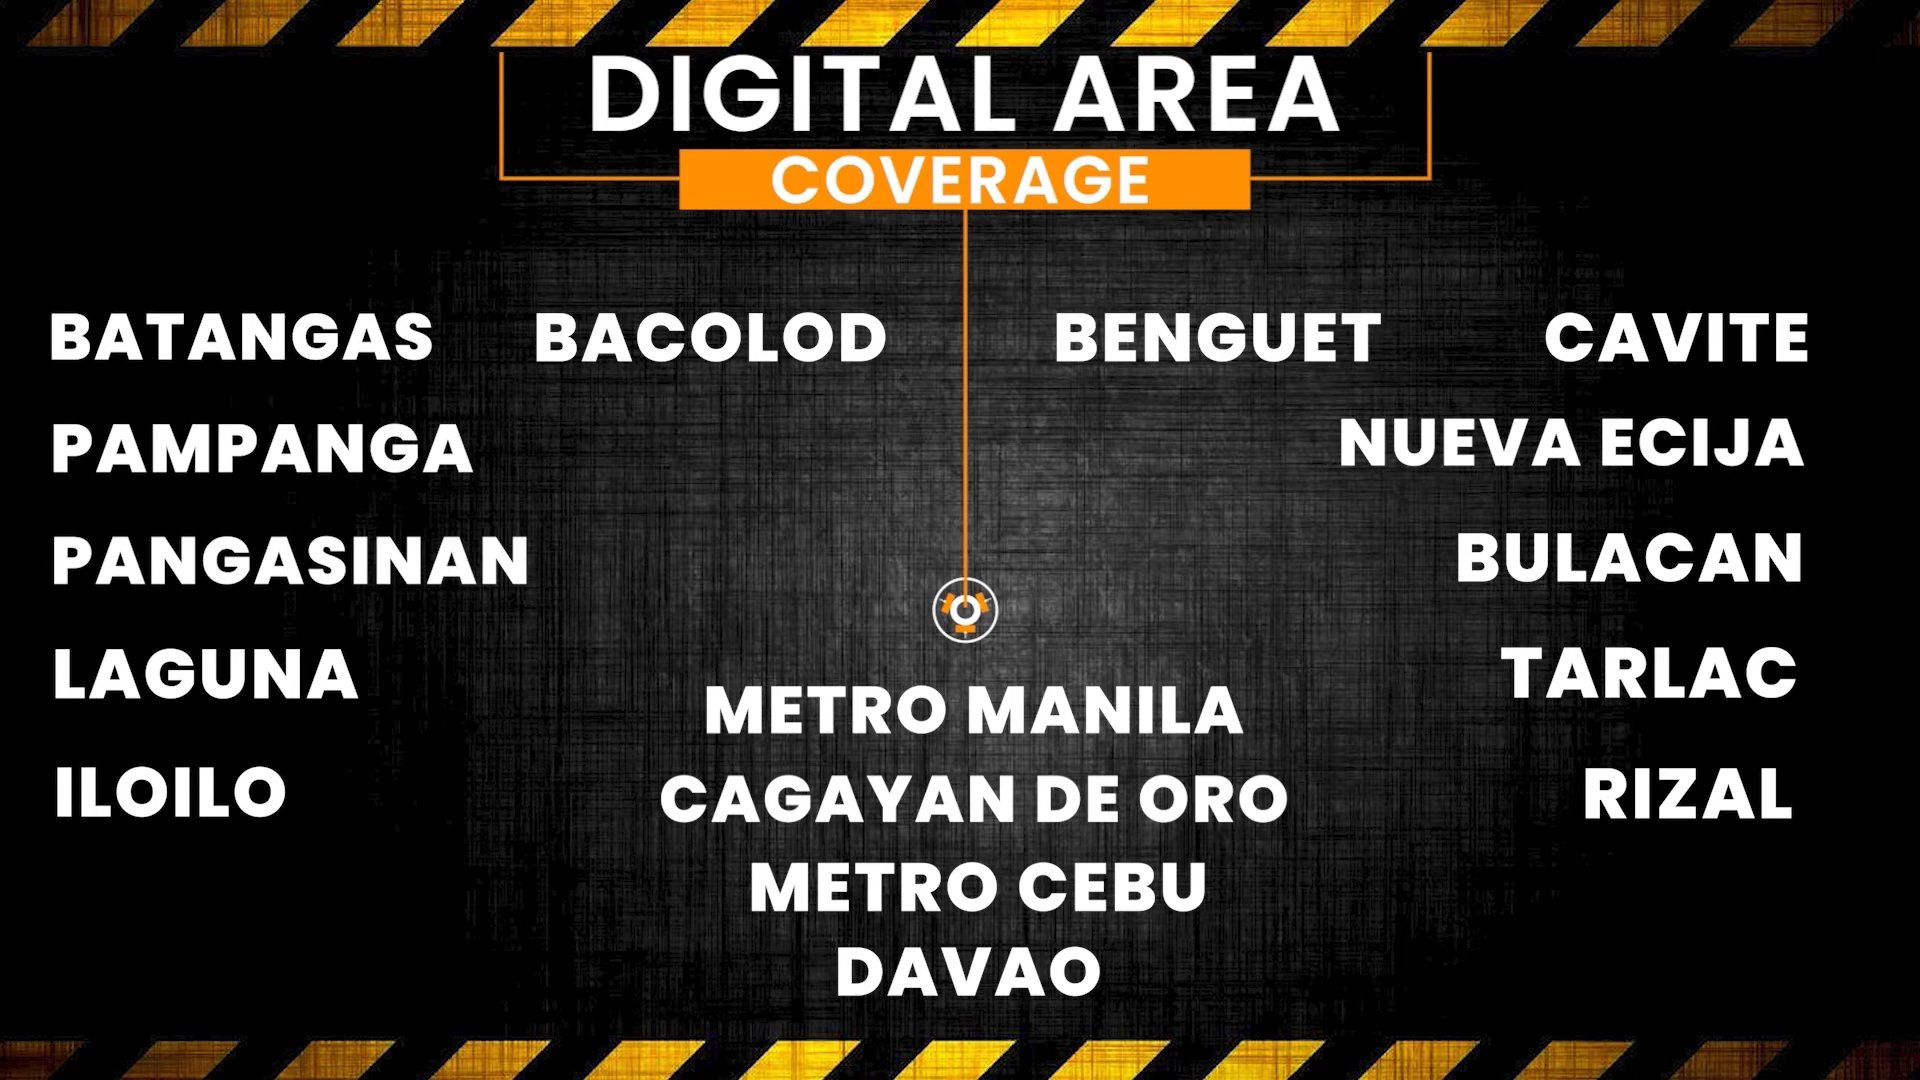 DIGITAL AREA
COVERAGE
BATANGAS BACOLOD BENGUET CAVITE
PAMPANGA NUEVA ECIJA
PANGASINAN BULACAN
LAGUNA TARLAC
METRO MANILA
ILOILO CAGAYAN DE ORO RIZAL
METRO CEBU
DAVAO